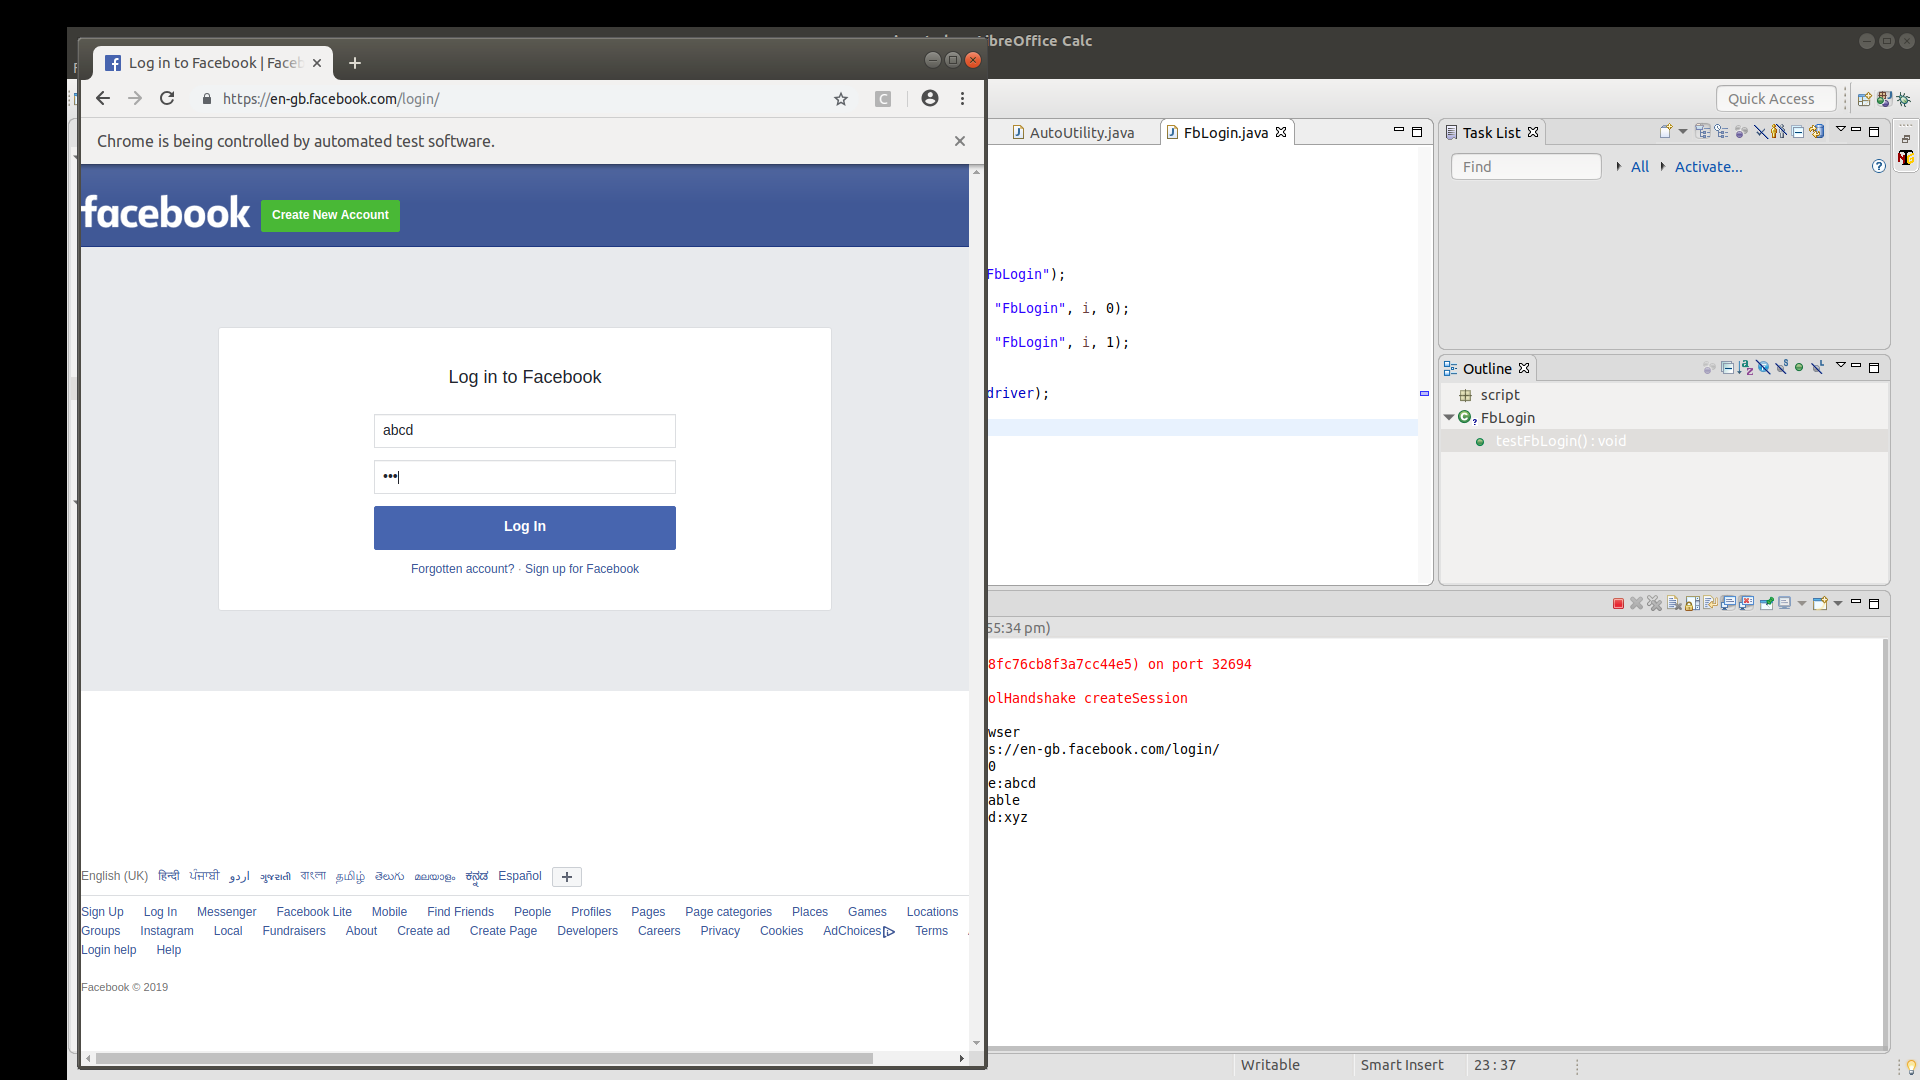 LibreOffice Calc
Log in to Facebook | Faceb
https://en-gb.facebook.com/login/
Chrome is being controlled by automated test software.
facebook
Create New Account
Log in to Facebook
abcd
•••
Log In
Forgotten account? · Sign up for Facebook
English (UK) हिन्दी ਪੰਜਾਬੀ اردو ગુજરાતી বাংলা தமிழ் తెలుగు മലയാളം ಕನ್ನಡ Español
Sign Up Log In Messenger Facebook Lite Mobile Find Friends People Profiles Pages Page categories Places Games Locations
Groups Instagram Local Fundraisers About Create ad Create Page Developers Careers Privacy Cookies AdChoices Terms
Login help Help
Facebook © 2019
Quick Access
AutoUtility.java
FbLogin.java
FbLogin");
"FbLogin", i, 0);
"FbLogin", i, 1);
driver);
Task List
Find
All
Activate...
Outline
script
FbLogin
testFbLogin() : void
55:34 pm)
8fc76cb8f3a7cc44e5) on port 32694
olHandshake createSession
wser
s://en-gb.facebook.com/login/
0
e:abcd
able
d:xyz
Writable
Smart Insert
23 : 37